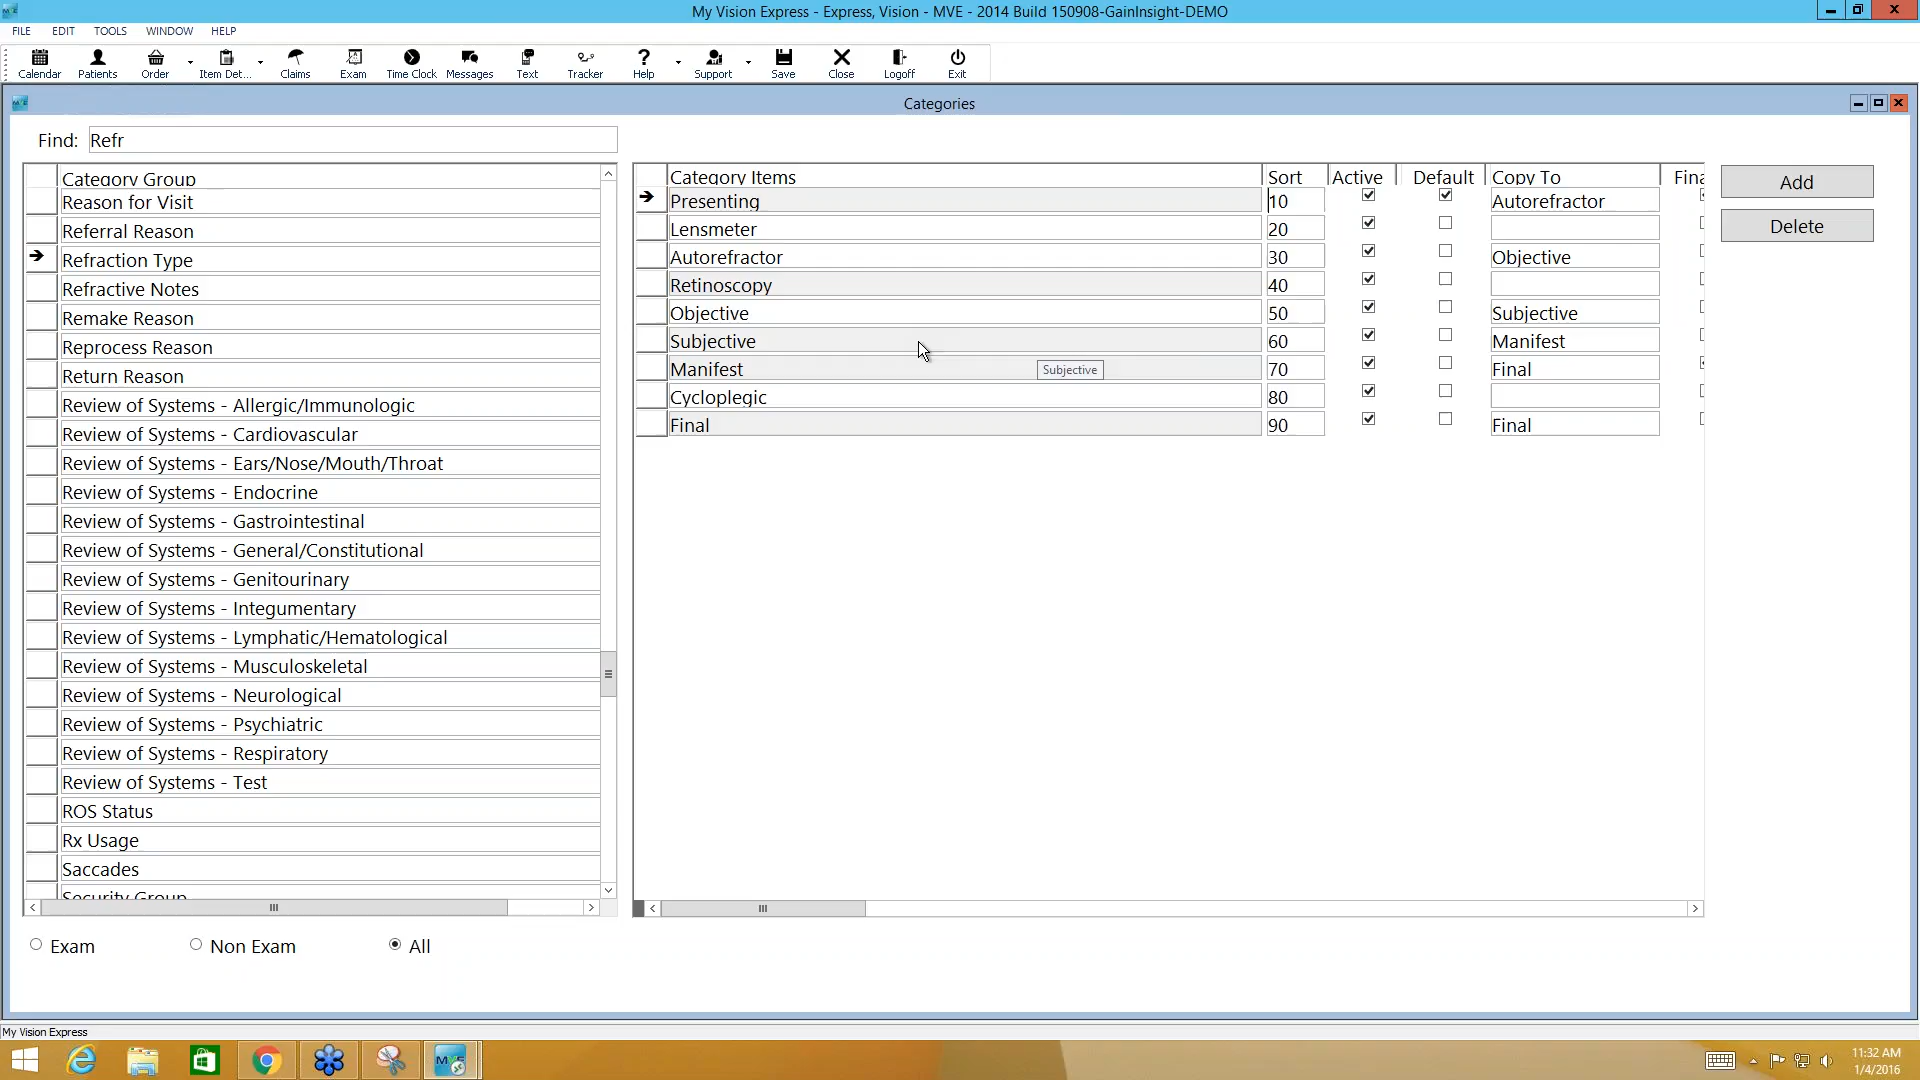 My Vision Express - Express, Vision - MVE - 2014 Build 150908-GainInsight-DEMO
FILE EDIT TOOLS WINDOW HELP
Calendar Patients Order Item Det... Claims Exam Time Clock Messages Text Tracker Help Support Save Close Logoff Exit
Categories
Find: Refr
Category Group
Reason for Visit
Referral Reason
Refraction Type
Refractive Notes
Remake Reason
Reprocess Reason
Return Reason
Review of Systems - Allergic/Immunologic
Review of Systems - Cardiovascular
Review of Systems - Ears/Nose/Mouth/Throat
Review of Systems - Endocrine
Review of Systems - Gastrointestinal
Review of Systems - General/Constitutional
Review of Systems - Genitourinary
Review of Systems - Integumentary
Review of Systems - Lymphatic/Hematological
Review of Systems - Musculoskeletal
Review of Systems - Neurological
Review of Systems - Psychiatric
Review of Systems - Respiratory
Review of Systems - Test
ROS Status
Rx Usage
Saccades
Security Group
Category Items Sort Active Default Copy To Fina
Presenting 10 Autorefractor
Lensmeter 20
Autorefractor 30 Objective
Retinoscopy 40
Objective 50 Subjective
Subjective 60 Manifest
Manifest 70 Final
Subjective
Cycloplegic 80
Final 90 Final
Add
Delete
Exam Non Exam All
My Vision Express
MVE
11:32 AM
1/4/2016